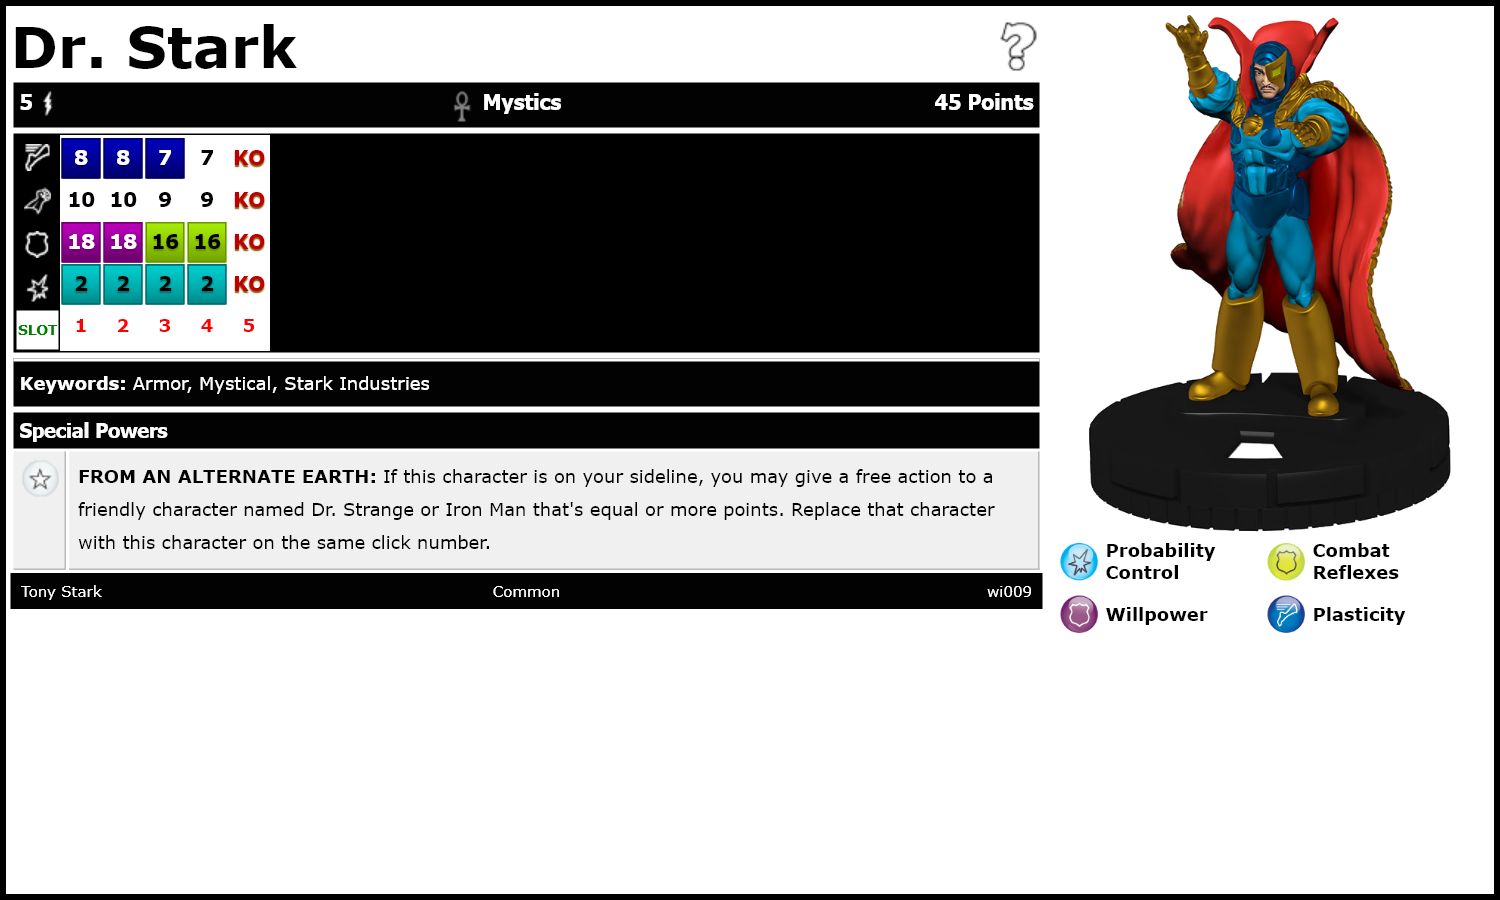 Dr. Stark
5 Mystics 45 Points
8 8 7 7 KO
10 10 9 9 KO
18 18 16 16 KO
2 2 2 2 KO
SLOT 1 2 3 4 5
Keywords: Armor, Mystical, Stark Industries
Special Powers
FROM AN ALTERNATE EARTH: If this character is on your sideline, you may give a free action to a
friendly character named Dr. Strange or Iron Man that's equal or more points. Replace that character
with this character on the same click number.
Tony Stark Common wi009
Probability
Control
Combat
Reflexes
Willpower
Plasticity